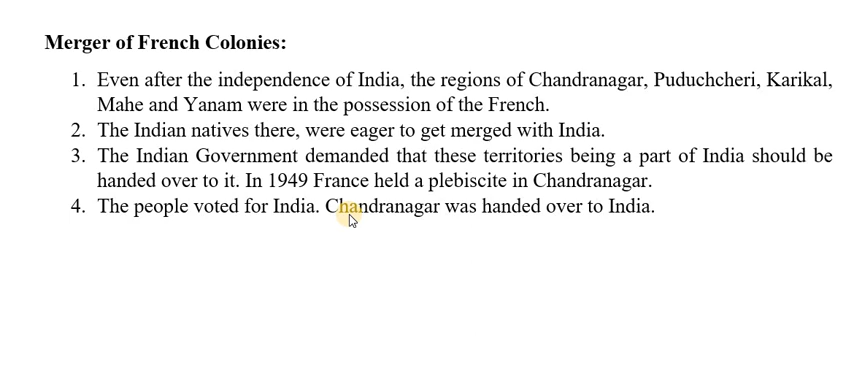 Merger of French Colonies:
1. Even after the independence of India, the regions of Chandranagar, Puduchcheri, Karikal,
Mahe and Yanam were in the possession of the French.
2. The Indian natives there, were eager to get merged with India.
3. The Indian Government demanded that these territories being a part of India should be
handed over to it. In 1949 France held a plebiscite in Chandranagar.
4. The people voted for India. Chandranagar was handed over to India.